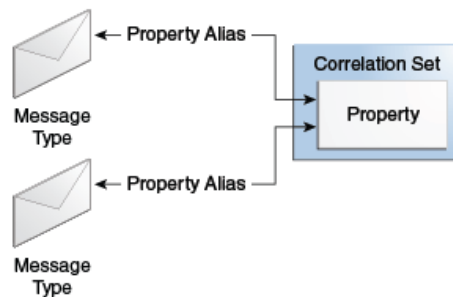 Property Alias
Message
Type
Correlation Set
Property
Property Alias
Message
Type